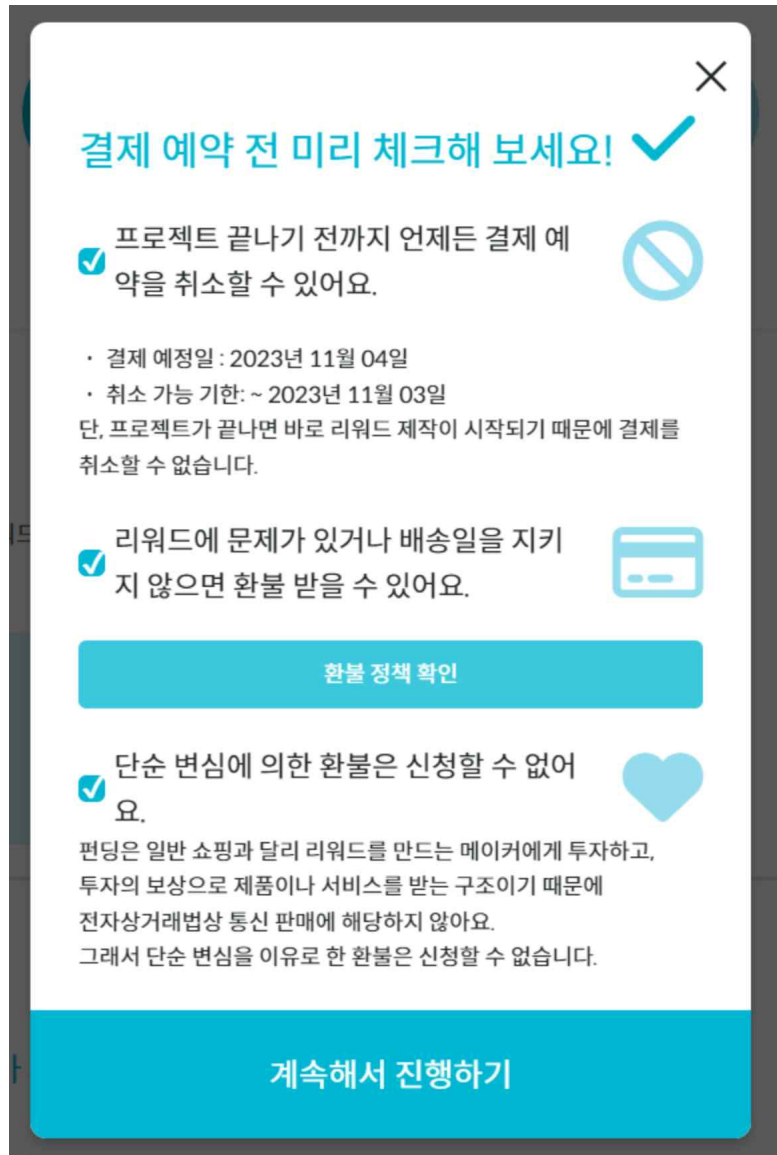 결제 예약 전 미리 체크해 보세요!
프로젝트 끝나기 전까지 언제든 결제 예
약을 취소할 수 있어요.
· 결제 예정일 : 2023년 11월 04일
· 취소 가능 기한: ~ 2023년 11월 03일
단, 프로젝트가 끝나면 바로 리워드 제작이 시작되기 때문에 결제를
취소할 수 없습니다.
리워드에 문제가 있거나 배송일을 지키
지 않으면 환불 받을 수 있어요.
환불 정책 확인
단순 변심에 의한 환불은 신청할 수 없어
요.
펀딩은 일반 쇼핑과 달리 리워드를 만드는 메이커에게 투자하고,
투자의 보상으로 제품이나 서비스를 받는 구조이기 때문에
전자상거래법상 통신 판매에 해당하지 않아요.
그래서 단순 변심을 이유로 한 환불은 신청할 수 없습니다.
계속해서 진행하기